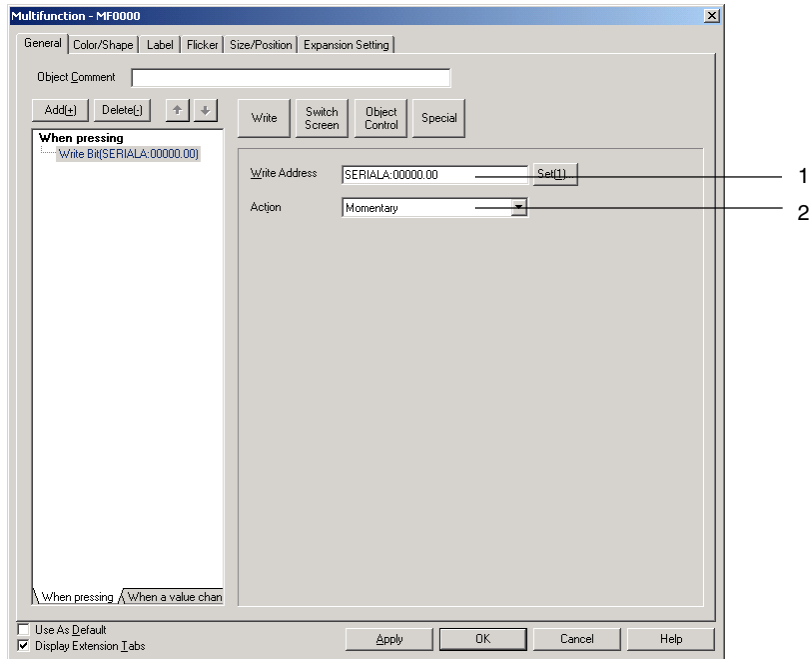 Multifunction - MF0000
General Color/Shape Label Flicker Size/Position Expansion Setting
Object Comment
Add(+) Delete(-)
Write Switch Screen Object Control Special
When pressing
Write Bit(SERIALA:00000.00)
Write Address SERIALA:00000.00 Set(1)... 1
Action Momentary 2
When pressing When a value chan
Use As Default
Display Extension Tabs
Apply OK Cancel Help